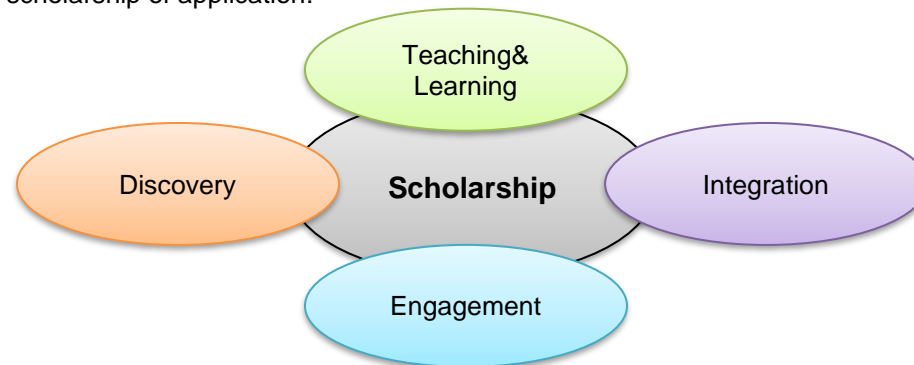 scholarship of application.
Teaching&
Learning
Discovery
Scholarship
Integration
Engagement